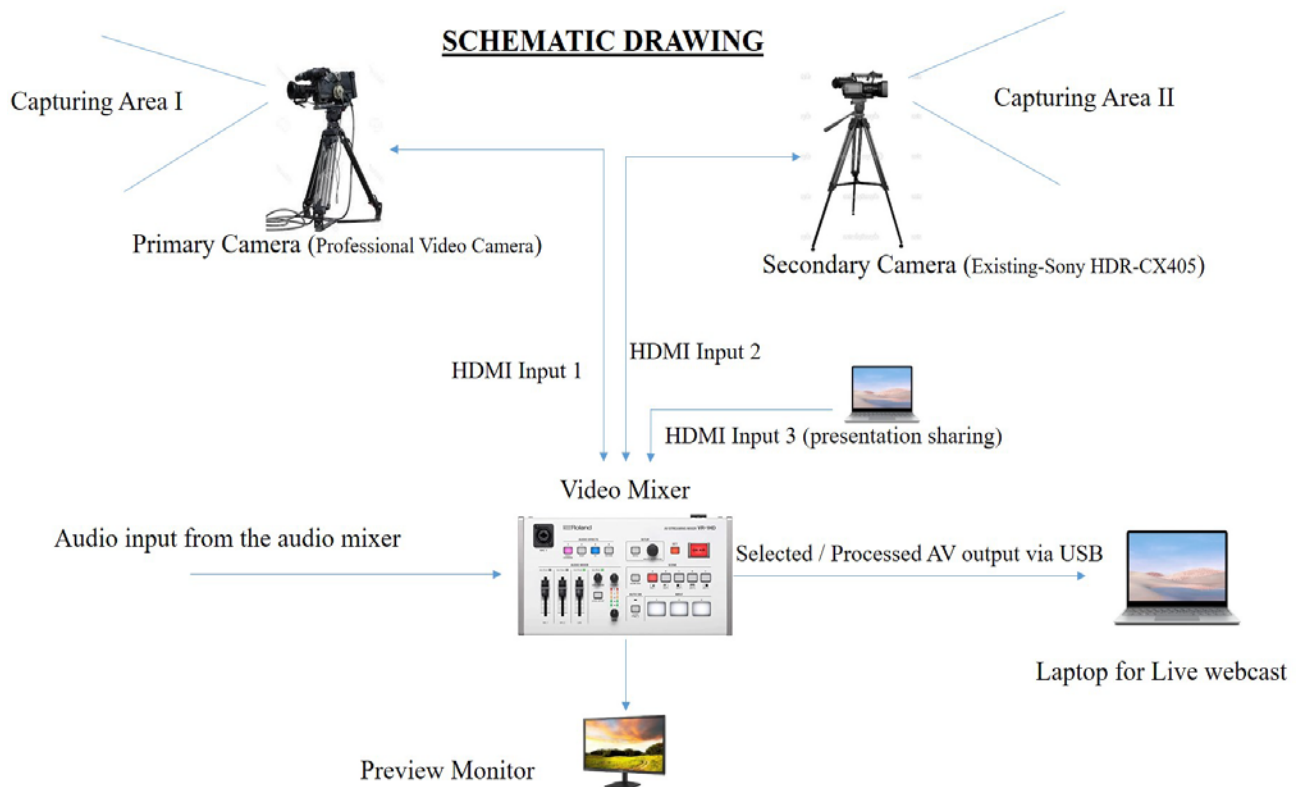 SCHEMATIC DRAWING
Capturing Area I
Capturing Area II
Primary Camera (Professional Video Camera)
Secondary Camera (Existing-Sony HDR-CX405)
HDMI Input 1
HDMI Input 2
HDMI Input 3 (presentation sharing)
Video Mixer
Audio input from the audio mixer
Roland
Selected / Processed AV output via USB
Laptop for Live webcast
Preview Monitor